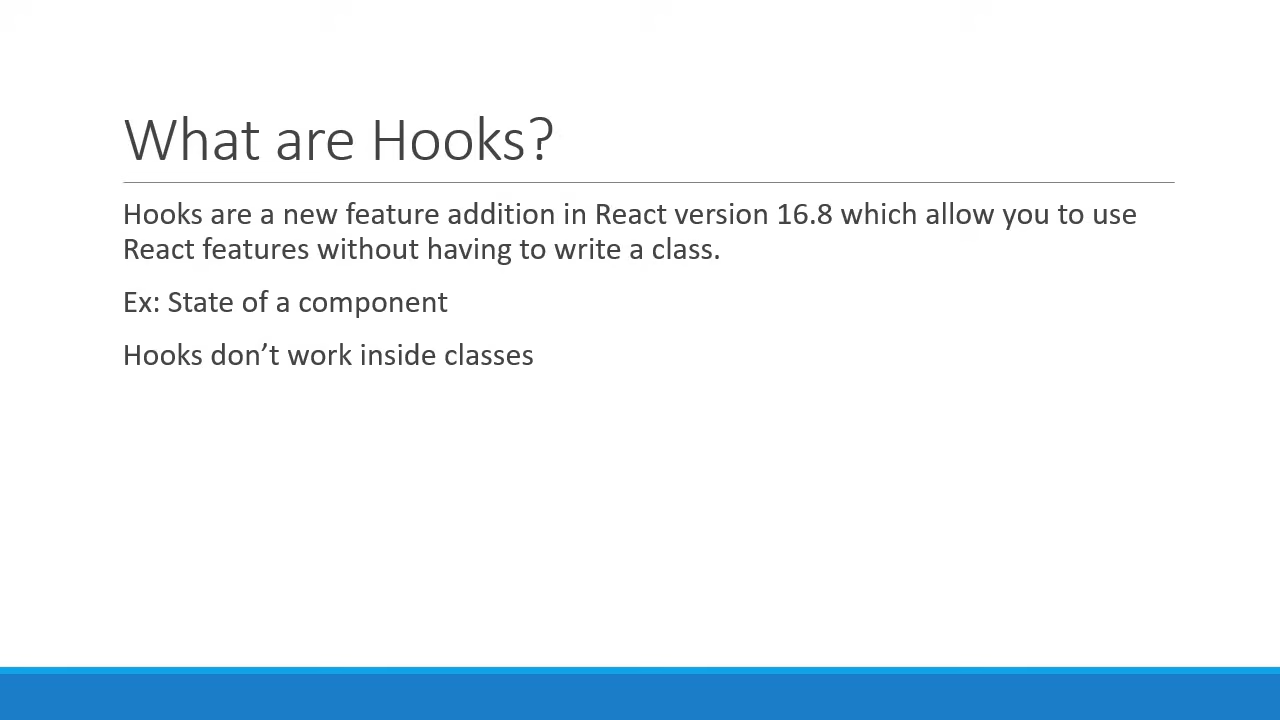 What are Hooks?
Hooks are a new feature addition in React version 16.8 which allow you to use
React features without having to write a class.
Ex: State of a component
Hooks don’t work inside classes